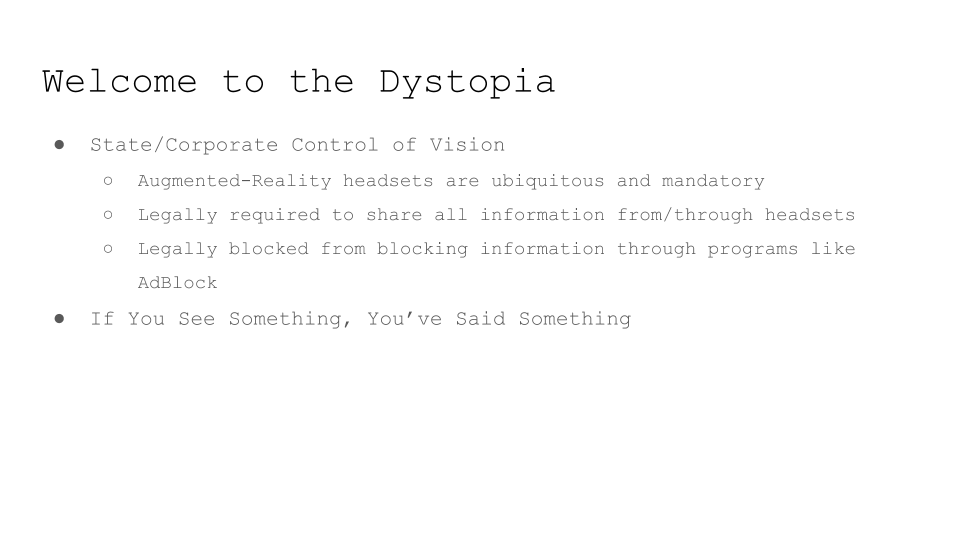 Welcome to the Dystopia
● State/Corporate Control of Vision
○ Augmented-Reality headsets are ubiquitous and mandatory
○ Legally required to share all information from/through headsets
○ Legally blocked from blocking information through programs like
AdBlock
● If You See Something, You’ve Said Something